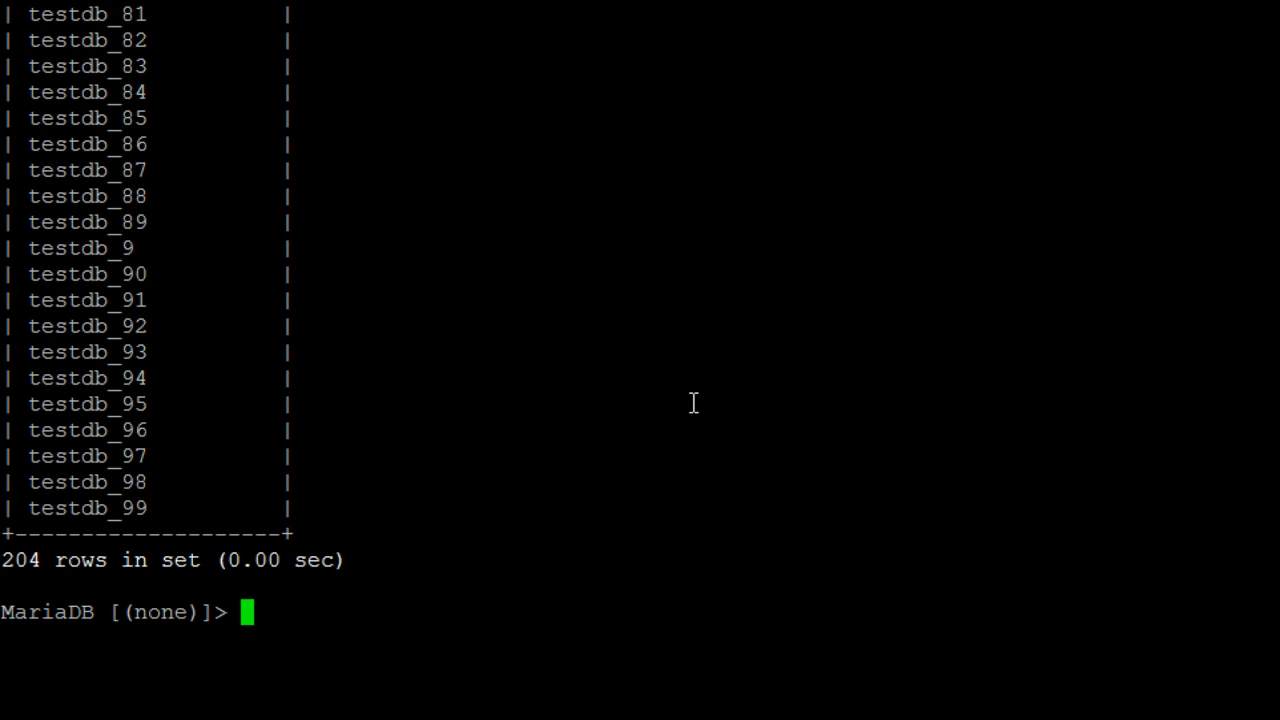 | testdb_81          |
| testdb_82          |
| testdb_83          |
| testdb_84          |
| testdb_85          |
| testdb_86          |
| testdb_87          |
| testdb_88          |
| testdb_89          |
| testdb_9           |
| testdb_90          |
| testdb_91          |
| testdb_92          |
| testdb_93          |
| testdb_94          |
| testdb_95          |
| testdb_96          |
| testdb_97          |
| testdb_98          |
| testdb_99          |
+--------------------+
204 rows in set (0.00 sec)
MariaDB [(none)]>